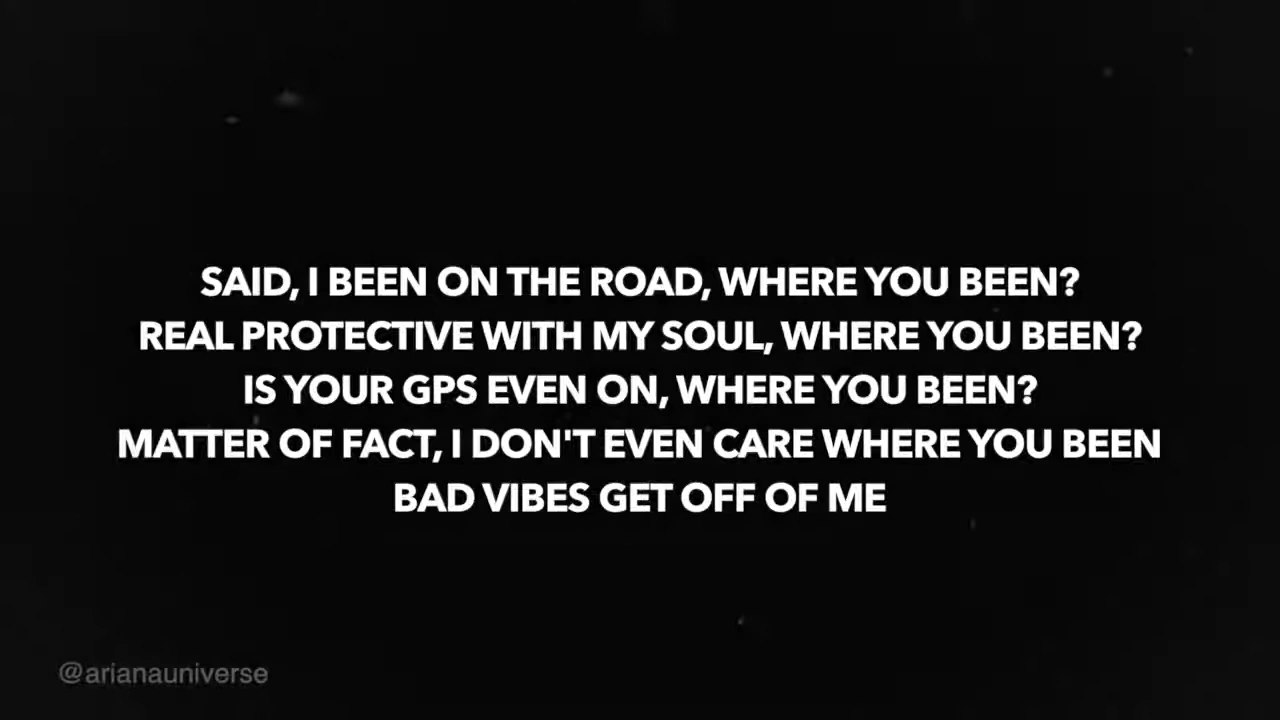 SAID, I BEEN ON THE ROAD, WHERE YOU BEEN?
REAL PROTECTIVE WITH MY SOUL, WHERE YOU BEEN?
IS YOUR GPS EVEN ON, WHERE YOU BEEN?
MATTER OF FACT, I DON'T EVEN CARE WHERE YOU BEEN
BAD VIBES GET OFF OF ME
@arianauniverse